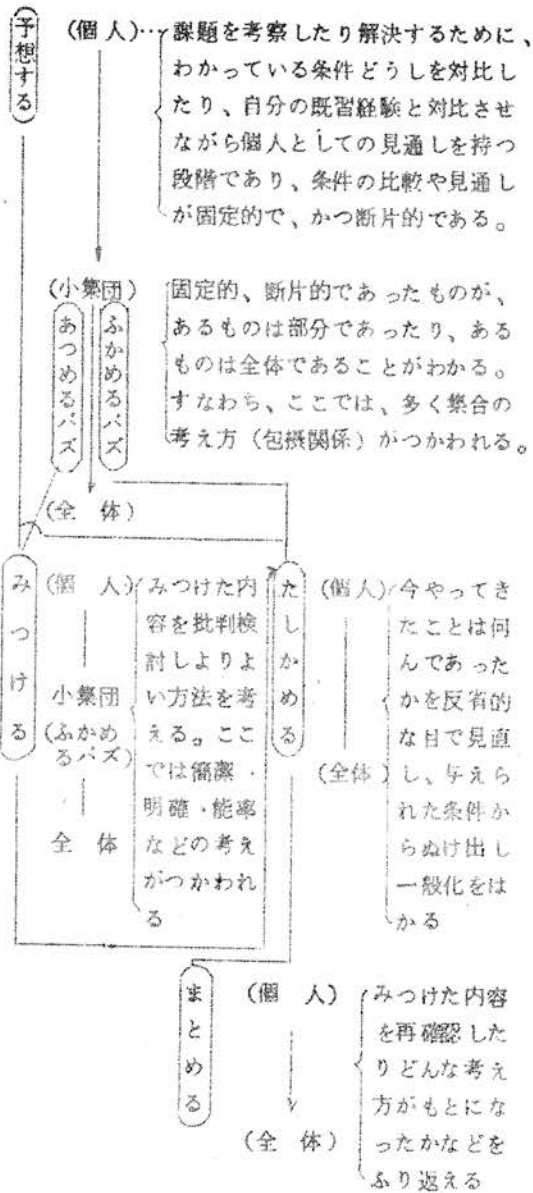 予想する
(個人)…課題を考察したり解決するために、
わかっている条件どうしを対比し
たり、自分の既習経験と対比させ
ながら個人としての見通しを持つ
段階であり、条件の比較や見通し
が固定的で、かつ断片的である。
(小集団)
あつめるバズ
ふかめるバズ
固定的、断片的であったものが、
あるものは部分であったり、ある
ものは全体であることがわかる。
すなわち、ここでは、多く集合の
考え方(包摂関係)がつかわれる。
(全 体)
みつける
(個 人)
小集団
(ふかめ
るバズ)
全 体
みつけた内
容を批判検
討しよりよ
い方法を考
える。ここ
では簡潔・
明確・能率
などの考え
がつかわれ
る
たしかめる
(個人)
(全体)
今やってき
たことは何
んであった
かを反省的
な目で見直
し、与えら
れた条件か
らぬけ出し
一般化をは
かる
まとめる
(個 人)
(全 体)
みつけた内容
を再確認した
りどんな考え
方がもとにな
ったかなどを
ふり返える